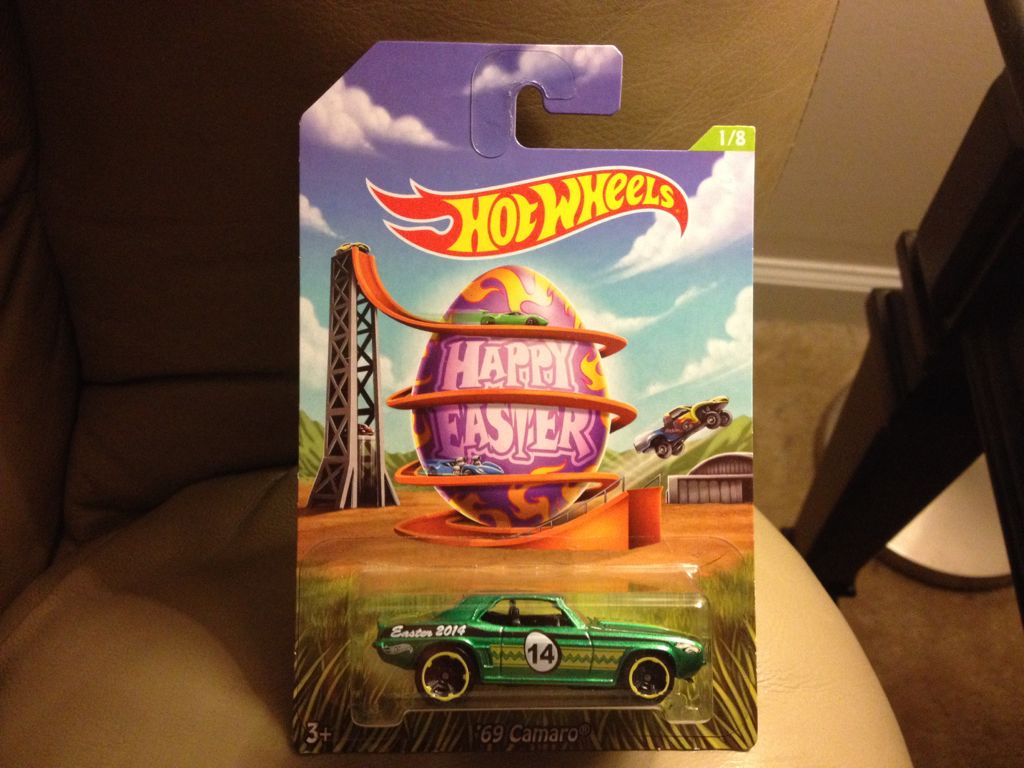 1/8
HOT WHEELS
HAPPY
EASTER
Easter 2014
14
3+
'69 Camaro®